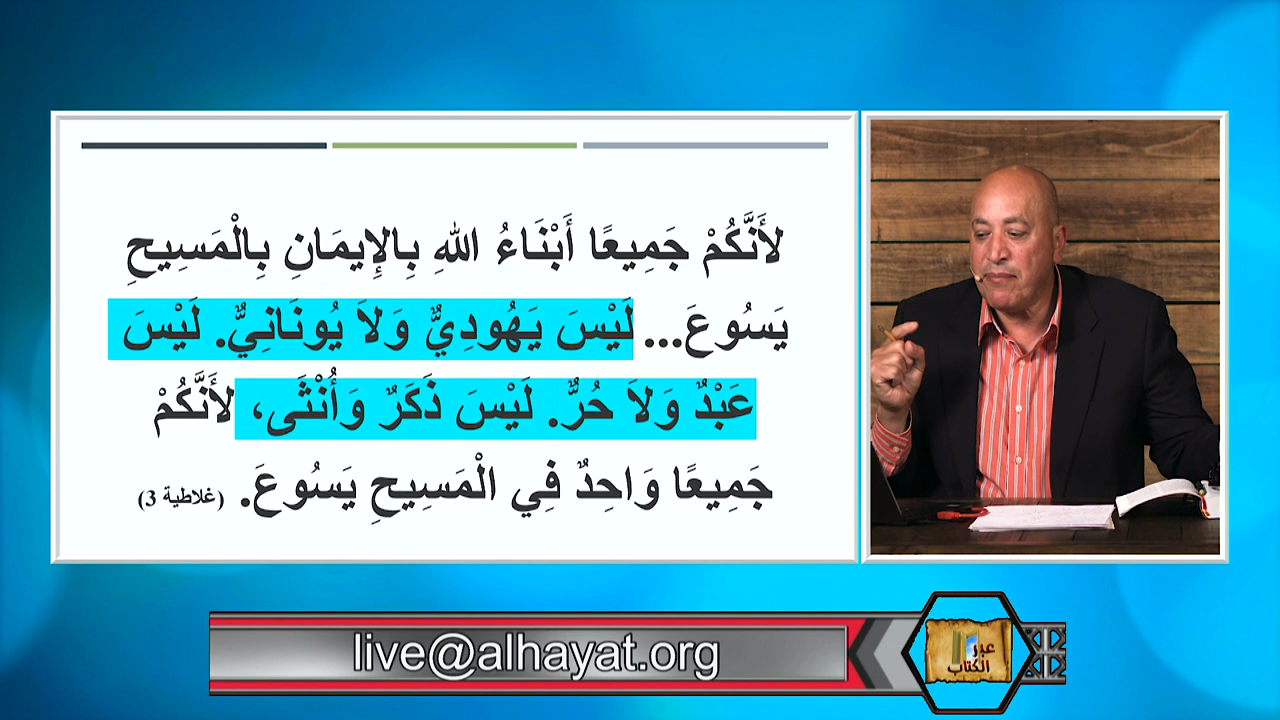 لأَنَّكُمْ جَمِيعًا أَبْنَاءُ اللهِ بِالإِيمَانِ بِالْمَسِيحِ
يَسُوعَ... لَيْسَ يَهُودِيٌّ وَلاَ يُونَانِيٌّ. لَيْسَ
عَبْدٌ وَلاَ حُرٌّ. لَيْسَ ذَكَرٌ وَأُنْثَى، لأَنَّكُمْ
جَمِيعًا وَاحِدٌ فِي الْمَسِيحِ يَسُوعَ. (غلاطية 3)
live@alhayat.org
عبر
الكتاب